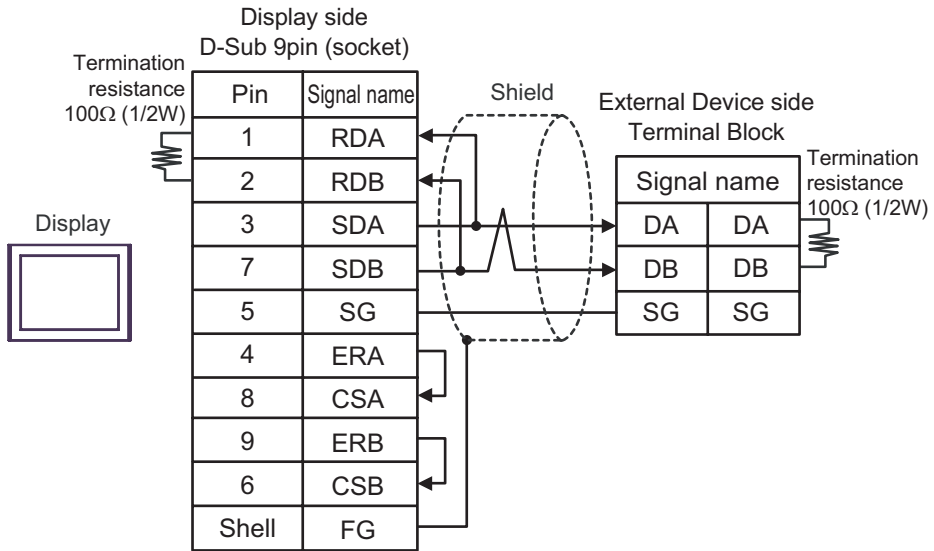 Display side
D-Sub 9pin (socket)
Termination
resistance
100Ω (1/2W)
Pin Signal name
1 RDA
2 RDB
3 SDA
7 SDB
5 SG
4 ERA
8 CSA
9 ERB
6 CSB
Shell FG
Display
Shield
External Device side
Terminal Block
Signal name
DA DA
DB DB
SG SG
Termination
resistance
100Ω (1/2W)